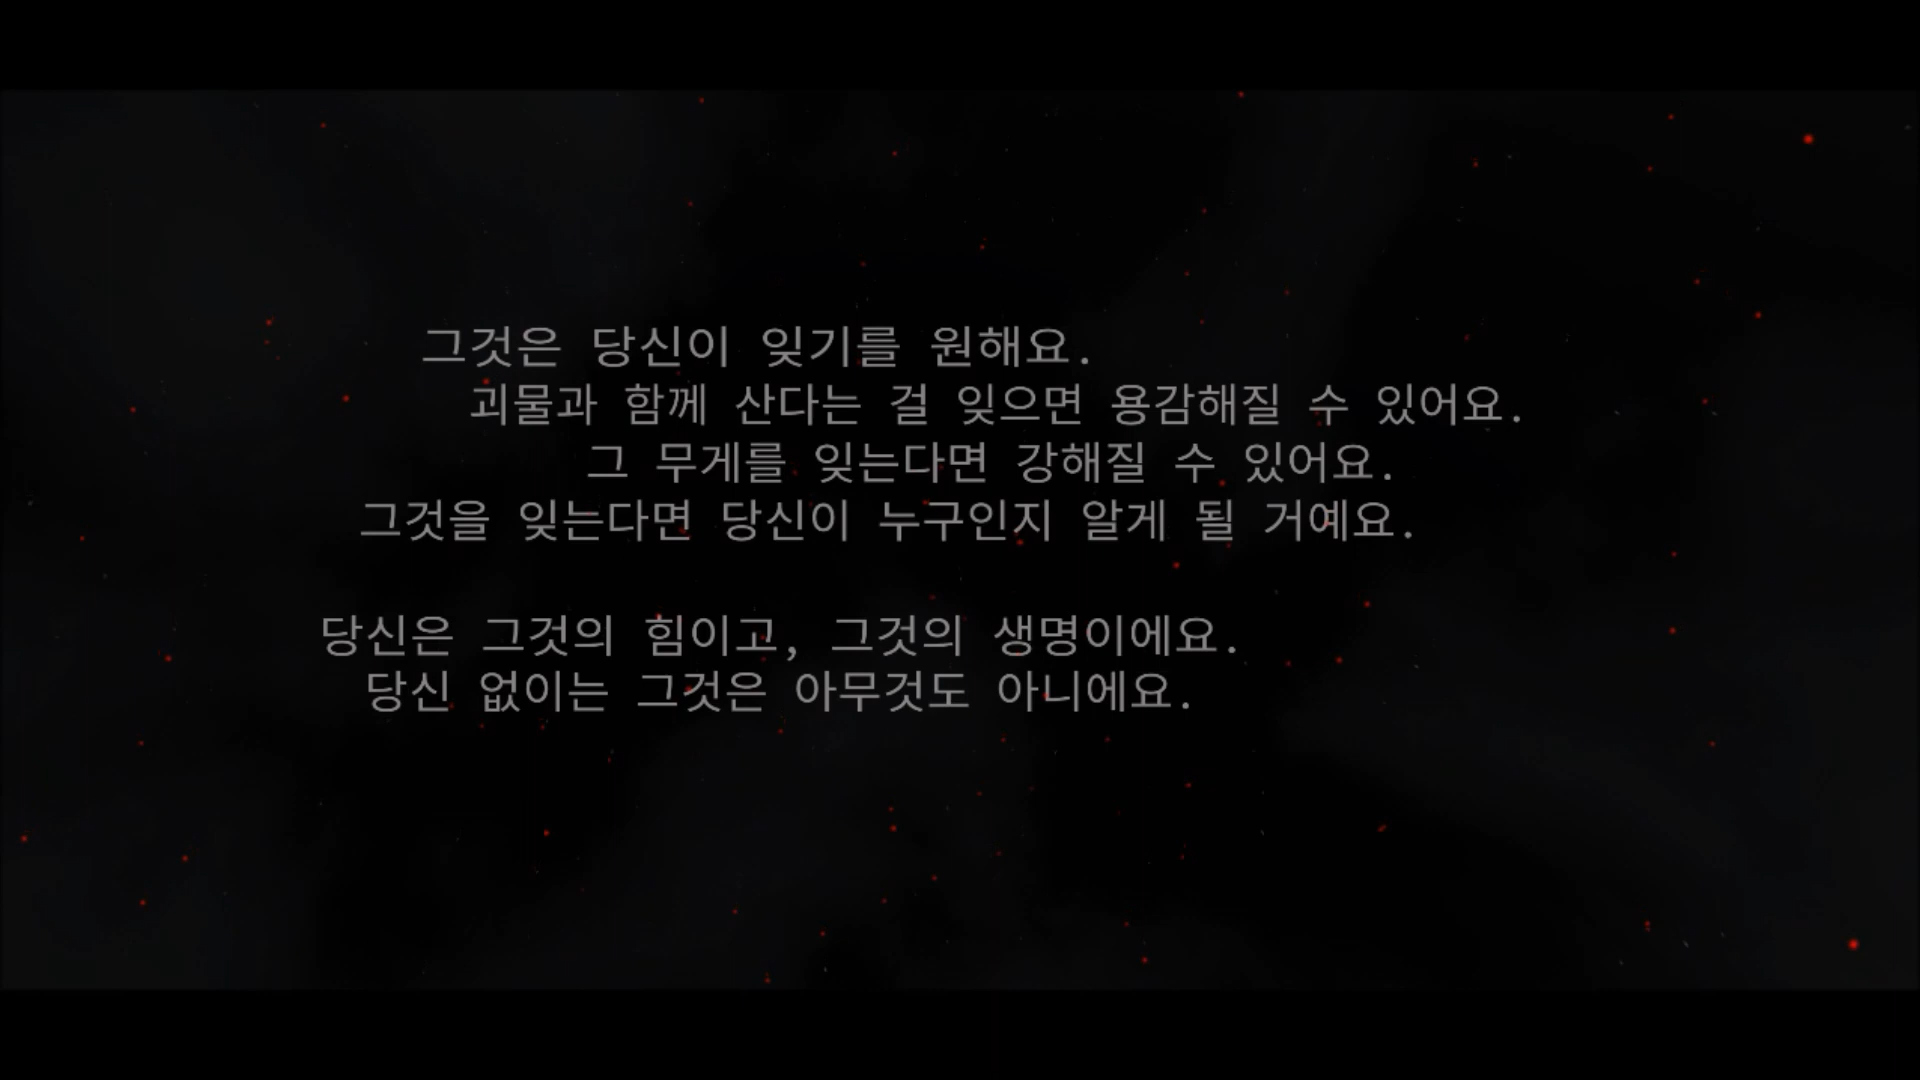 그것은 당신이 잊기를 원해요.
괴물과 함께 산다는 걸 잊으면 용감해질 수 있어요.
그 무게를 잊는다면 강해질 수 있어요.
그것을 잊는다면 당신이 누구인지 알게 될 거예요.
당신은 그것의 힘이고, 그것의 생명이에요.
당신 없이는 그것은 아무것도 아니에요.